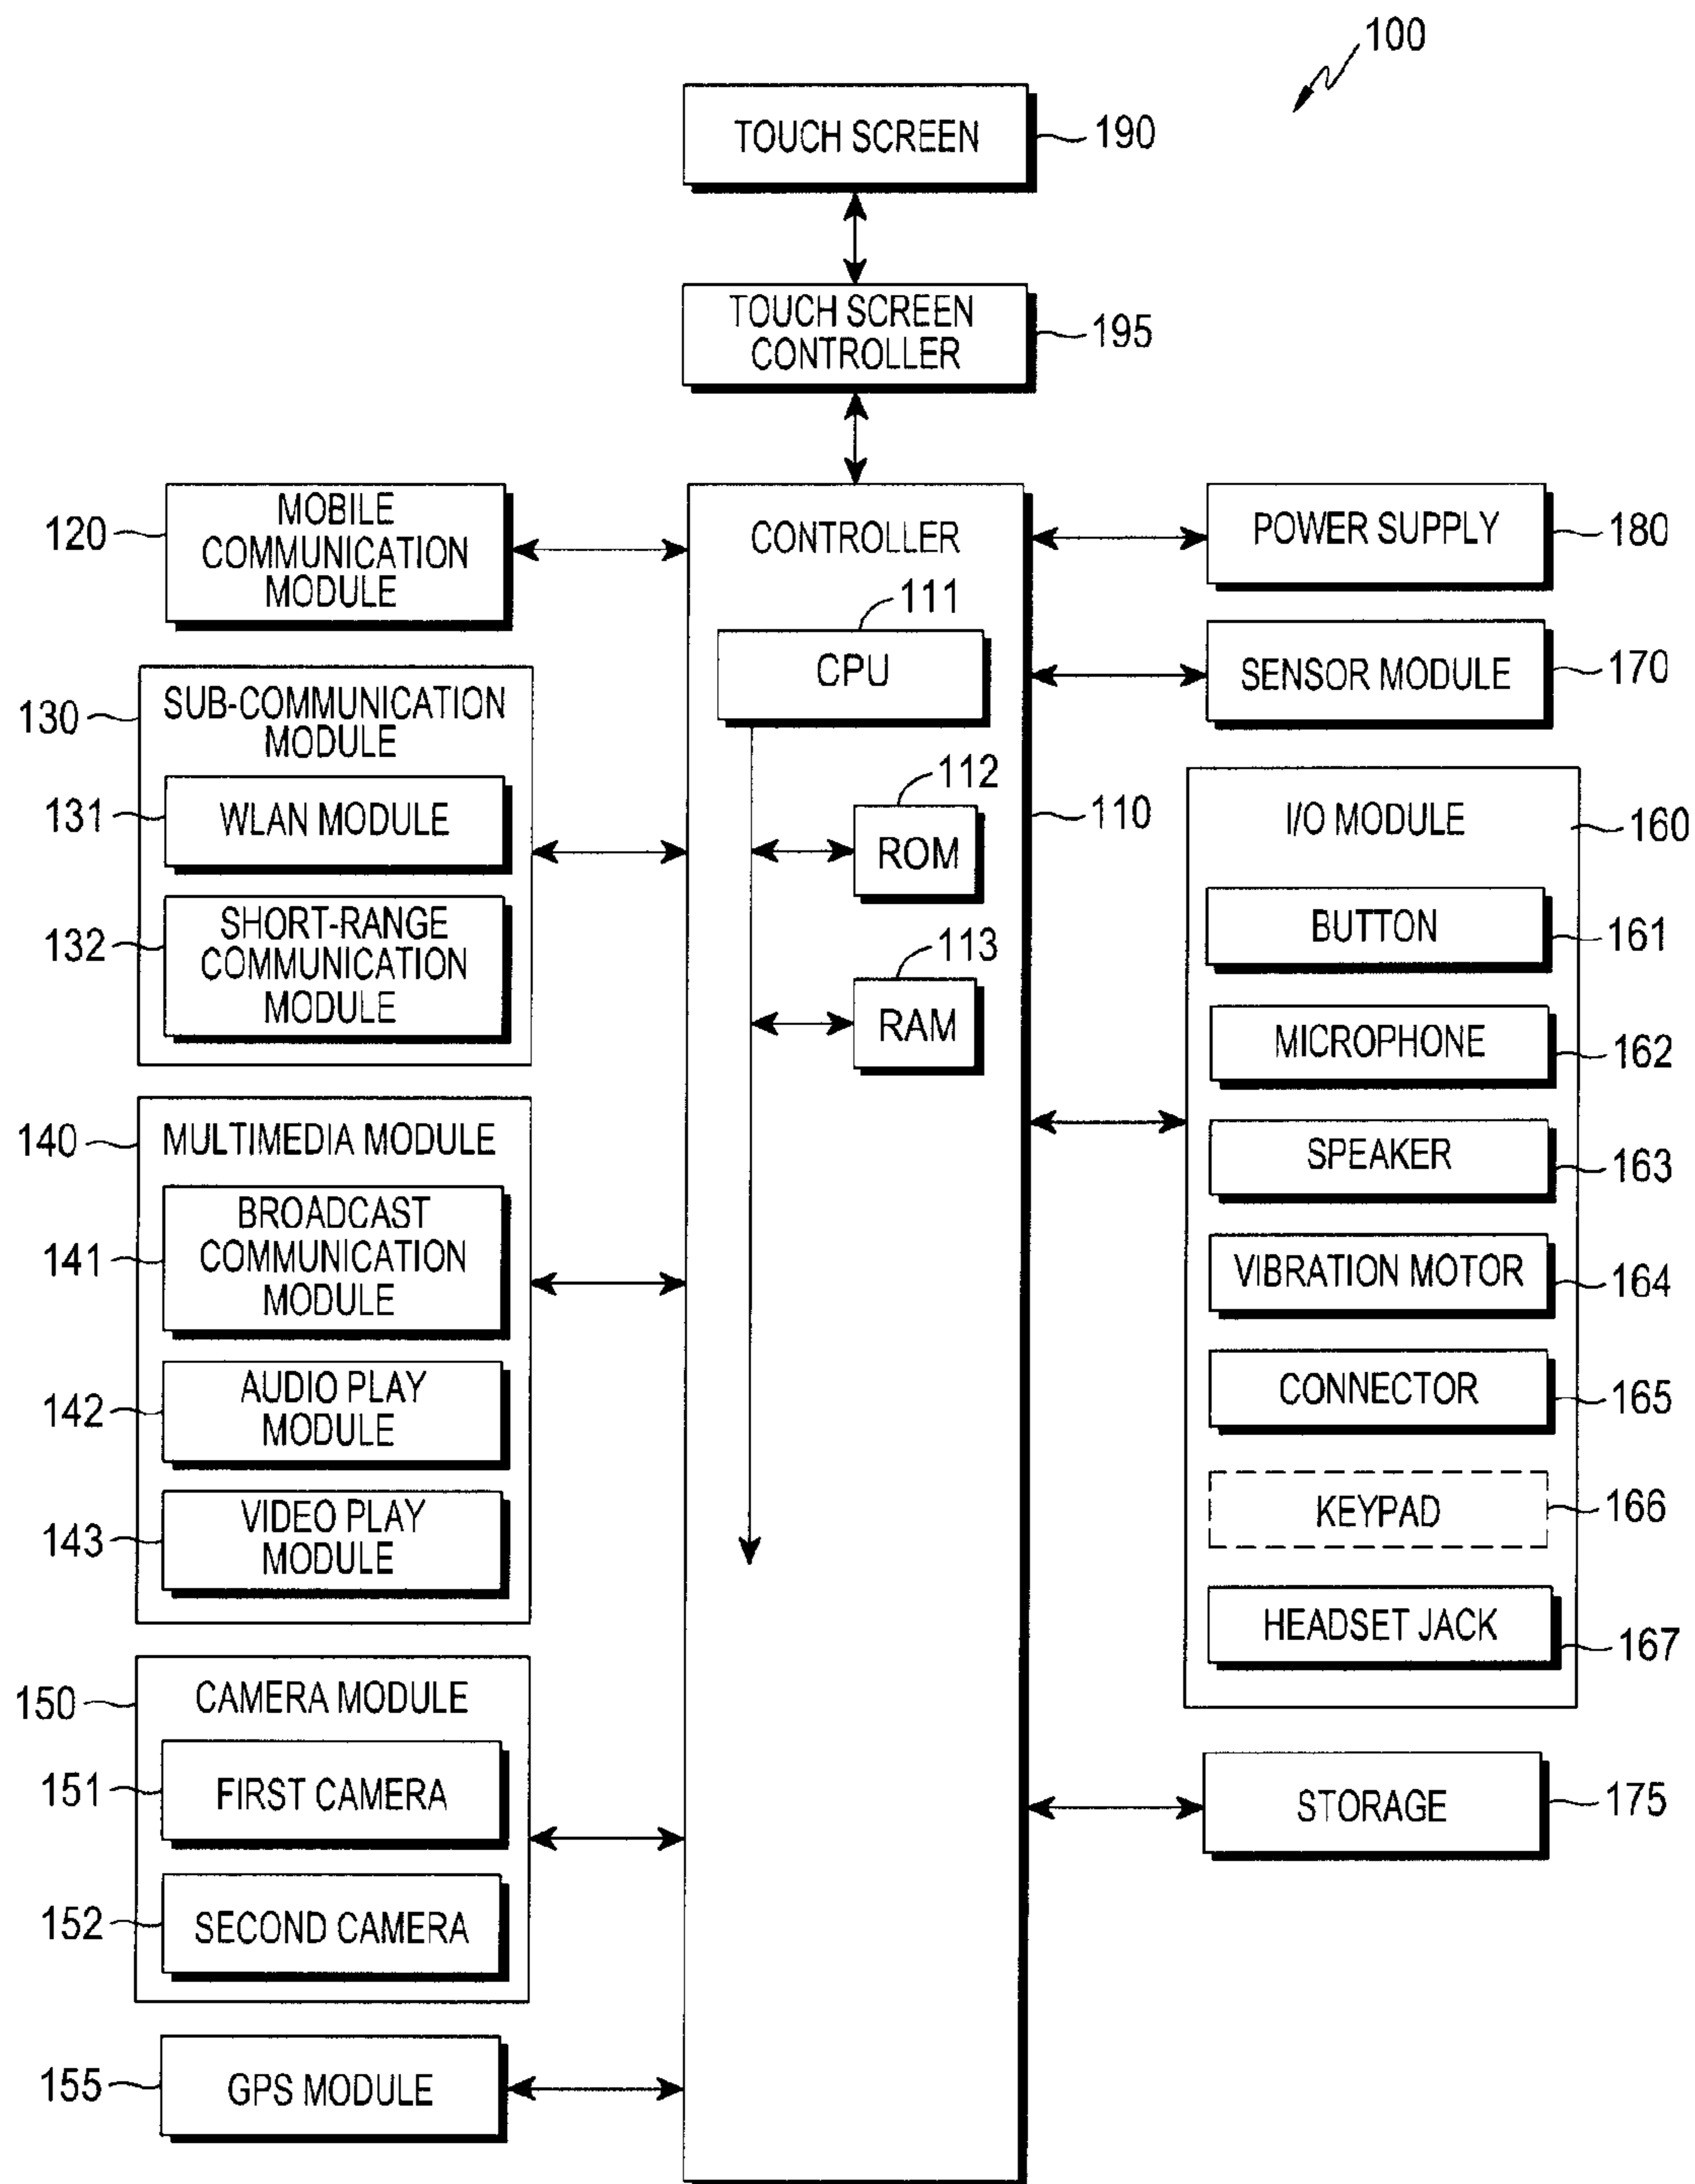 100
TOUCH SCREEN
190
TOUCH SCREEN
CONTROLLER
195
120
MOBILE
COMMUNICATION
MODULE
130
SUB-COMMUNICATION
MODULE
131
WLAN MODULE
132
SHORT-RANGE
COMMUNICATION
MODULE
140
MULTIMEDIA MODULE
141
BROADCAST
COMMUNICATION
MODULE
142
AUDIO PLAY
MODULE
143
VIDEO PLAY
MODULE
150
CAMERA MODULE
151
FIRST CAMERA
152
SECOND CAMERA
155
GPS MODULE
CONTROLLER
111
CPU
112
ROM
113
RAM
110
POWER SUPPLY
180
SENSOR MODULE
170
I/O MODULE
160
BUTTON
161
MICROPHONE
162
SPEAKER
163
VIBRATION MOTOR
164
CONNECTOR
165
KEYPAD
166
HEADSET JACK
167
STORAGE
175